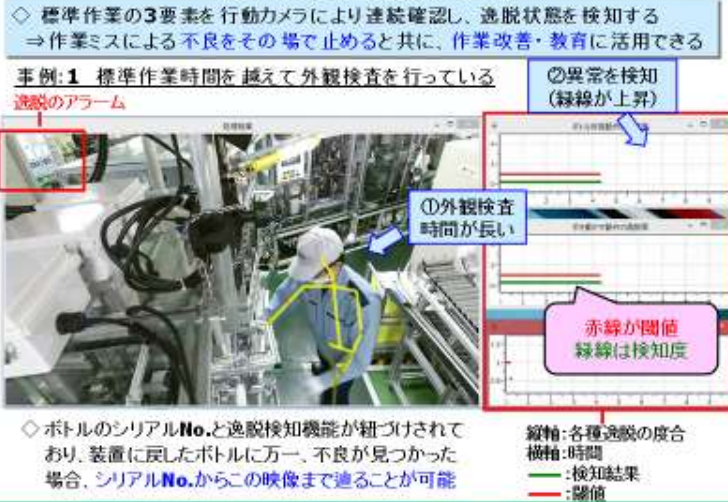 ◇ 標準作業の3要素を行動カメラにより連続確認し、逸脱状態を検知する
⇒作業ミスによる不良をその場で止めると共に、作業改善・教育に活用できる
事例:1 標準作業時間を越えて外観検査を行っている
逸脱のアラーム
②異常を検知
(緑線が上昇)
①外観検査
時間が長い
赤線が閾値
緑線は検知度
◇ボトルのシリアルNo.と逸脱検知機能が紐づけされて
おり、装置に戻したボトルに万一、不良が見つかった
場合、シリアルNo.からこの映像まで辿ることが可能
縦軸:各種逸脱の度合
横軸:時間
:検知結果
:閾値